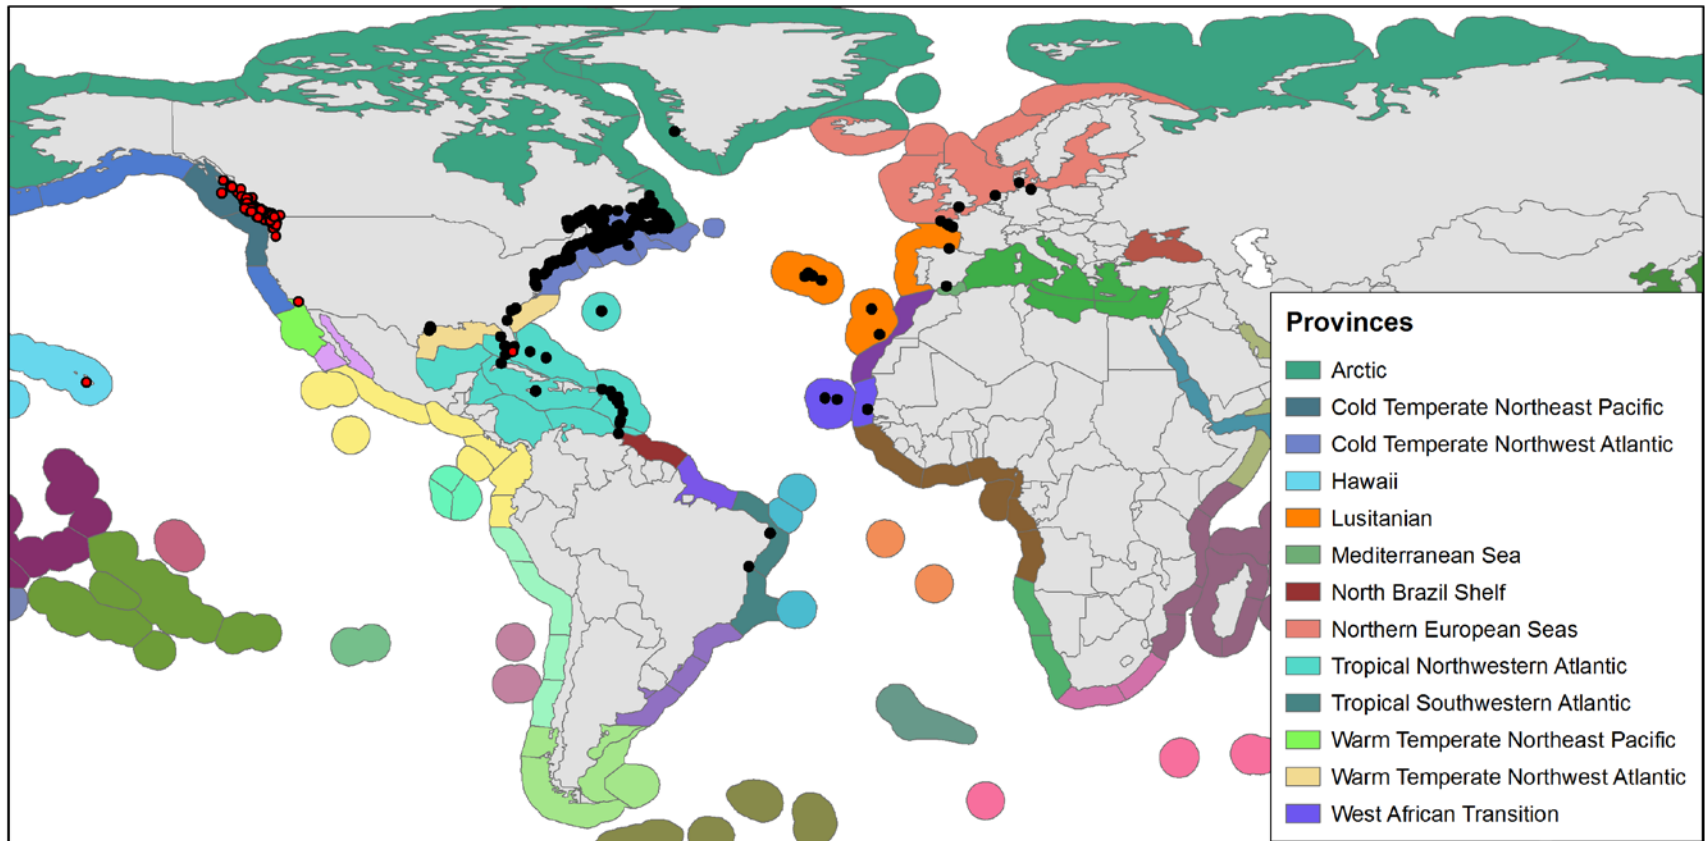 Provinces
Arctic
Cold Temperate Northeast Pacific
Cold Temperate Northwest Atlantic
Hawaii
Lusitanian
Mediterranean Sea
North Brazil Shelf
Northern European Seas
Tropical Northwestern Atlantic
Tropical Southwestern Atlantic
Warm Temperate Northeast Pacific
Warm Temperate Northwest Atlantic
West African Transition